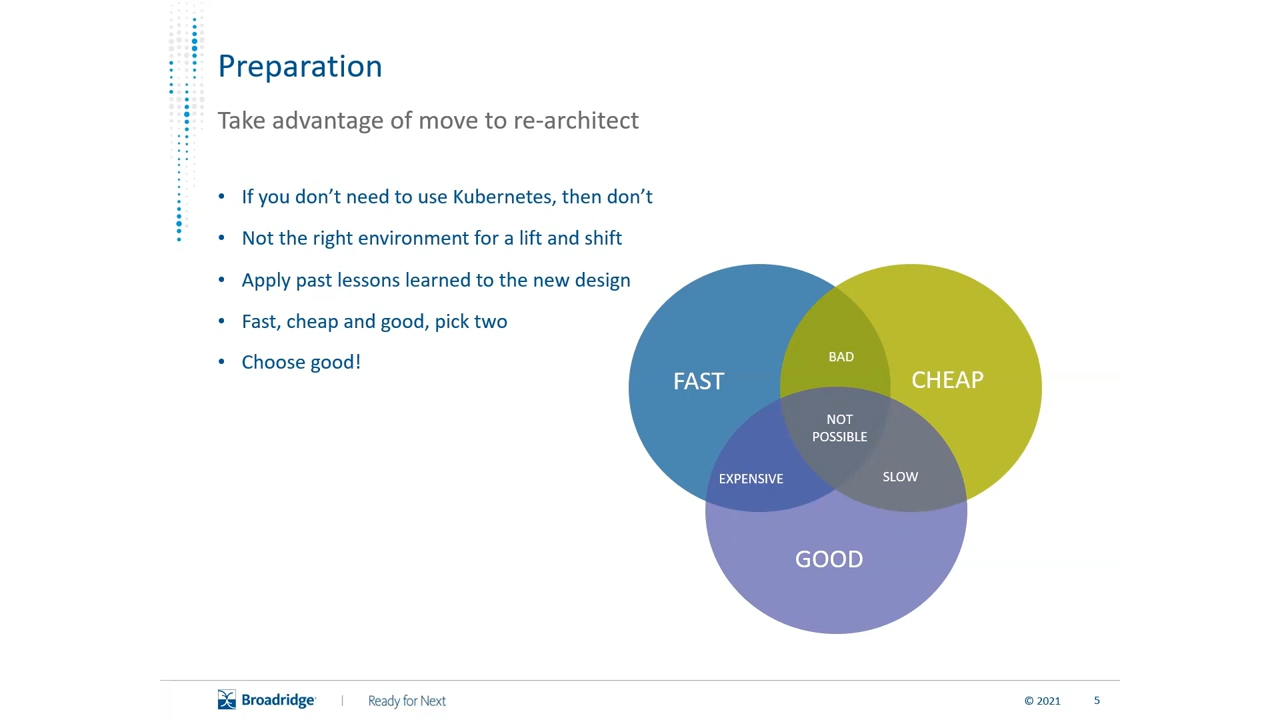 Preparation
Take advantage of move to re-architect
• If you don’t need to use Kubernetes, then don’t
• Not the right environment for a lift and shift
• Apply past lessons learned to the new design
• Fast, cheap and good, pick two
• Choose good!
BAD
FAST
CHEAP
NOT
POSSIBLE
EXPENSIVE
SLOW
GOOD
Broadridge | Ready for Next
© 2021 5